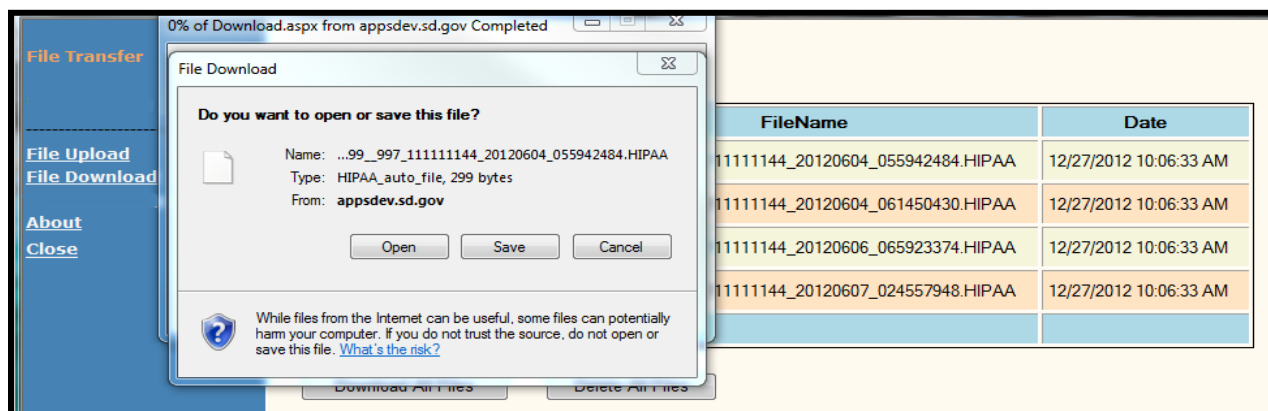 0% of Download.aspx from appsdev.sd.gov Completed
File Transfer
File Upload
File Download
About
Close
File Download
Do you want to open or save this file?
Name: ...99__997_111111144_20120604_055942484.HIPAA
Type: HIPAA_auto_file, 299 bytes
From: appsdev.sd.gov
Open Save Cancel
While files from the Internet can be useful, some files can potentially
harm your computer. If you do not trust the source, do not open or
save this file. What's the risk?
FileName Date
11111144_20120604_055942484.HIPAA 12/27/2012 10:06:33 AM
11111144_20120604_061450430.HIPAA 12/27/2012 10:06:33 AM
11111144_20120606_065923374.HIPAA 12/27/2012 10:06:33 AM
11111144_20120607_024557948.HIPAA 12/27/2012 10:06:33 AM
Download All Files Delete All Files